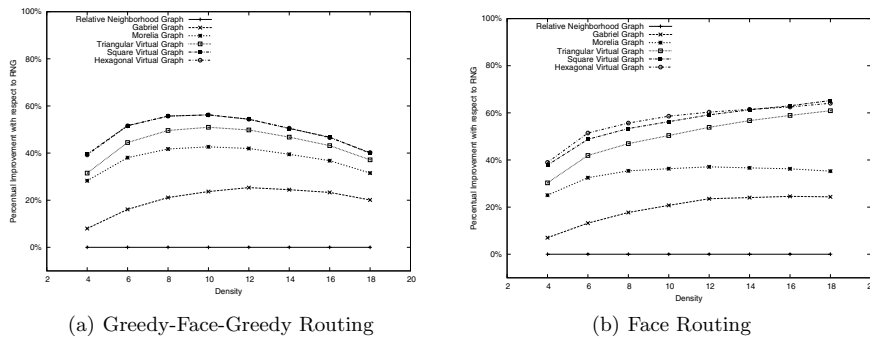 100%
80%
60%
40%
20%
0%
Percentual Improvement with respect to RNG
Relative Neighborhood Graph
Gabriel Graph
Morelia Graph
Triangular Virtual Graph
Square Virtual Graph
Hexagonal Virtual Graph
2 4 6 8 10 12 14 16 18 20
Density
(a) Greedy-Face-Greedy Routing
100%
80%
60%
40%
20%
0%
Percentual Improvement with respect to RNG
Relative Neighborhood Graph
Gabriel Graph
Morelia Graph
Triangular Virtual Graph
Square Virtual Graph
Hexagonal Virtual Graph
2 4 6 8 10 12 14 16 18
Density
(b) Face Routing